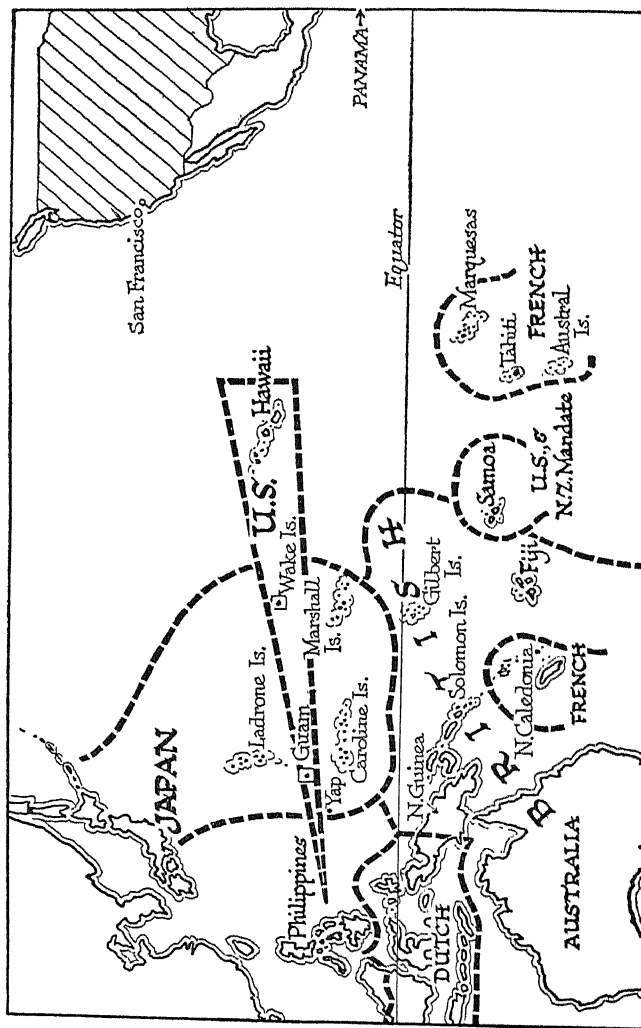 San Francisco
PANAMA→
JAPAN
U.S.
Hawaii
Wake Is.
Ladrone Is.
Guam
Marshall
Is.
Philippines
Yap
Caroline Is.
Equator
BRITISH
Gilbert
Is.
N. Guinea
Solomon Is.
DUTCH
Marquesas
Tahiti
FRENCH
Austral
Is.
Samoa
U.S., &
N.Z. Mandate
Fiji
N Caledonia
FRENCH
AUSTRALIA